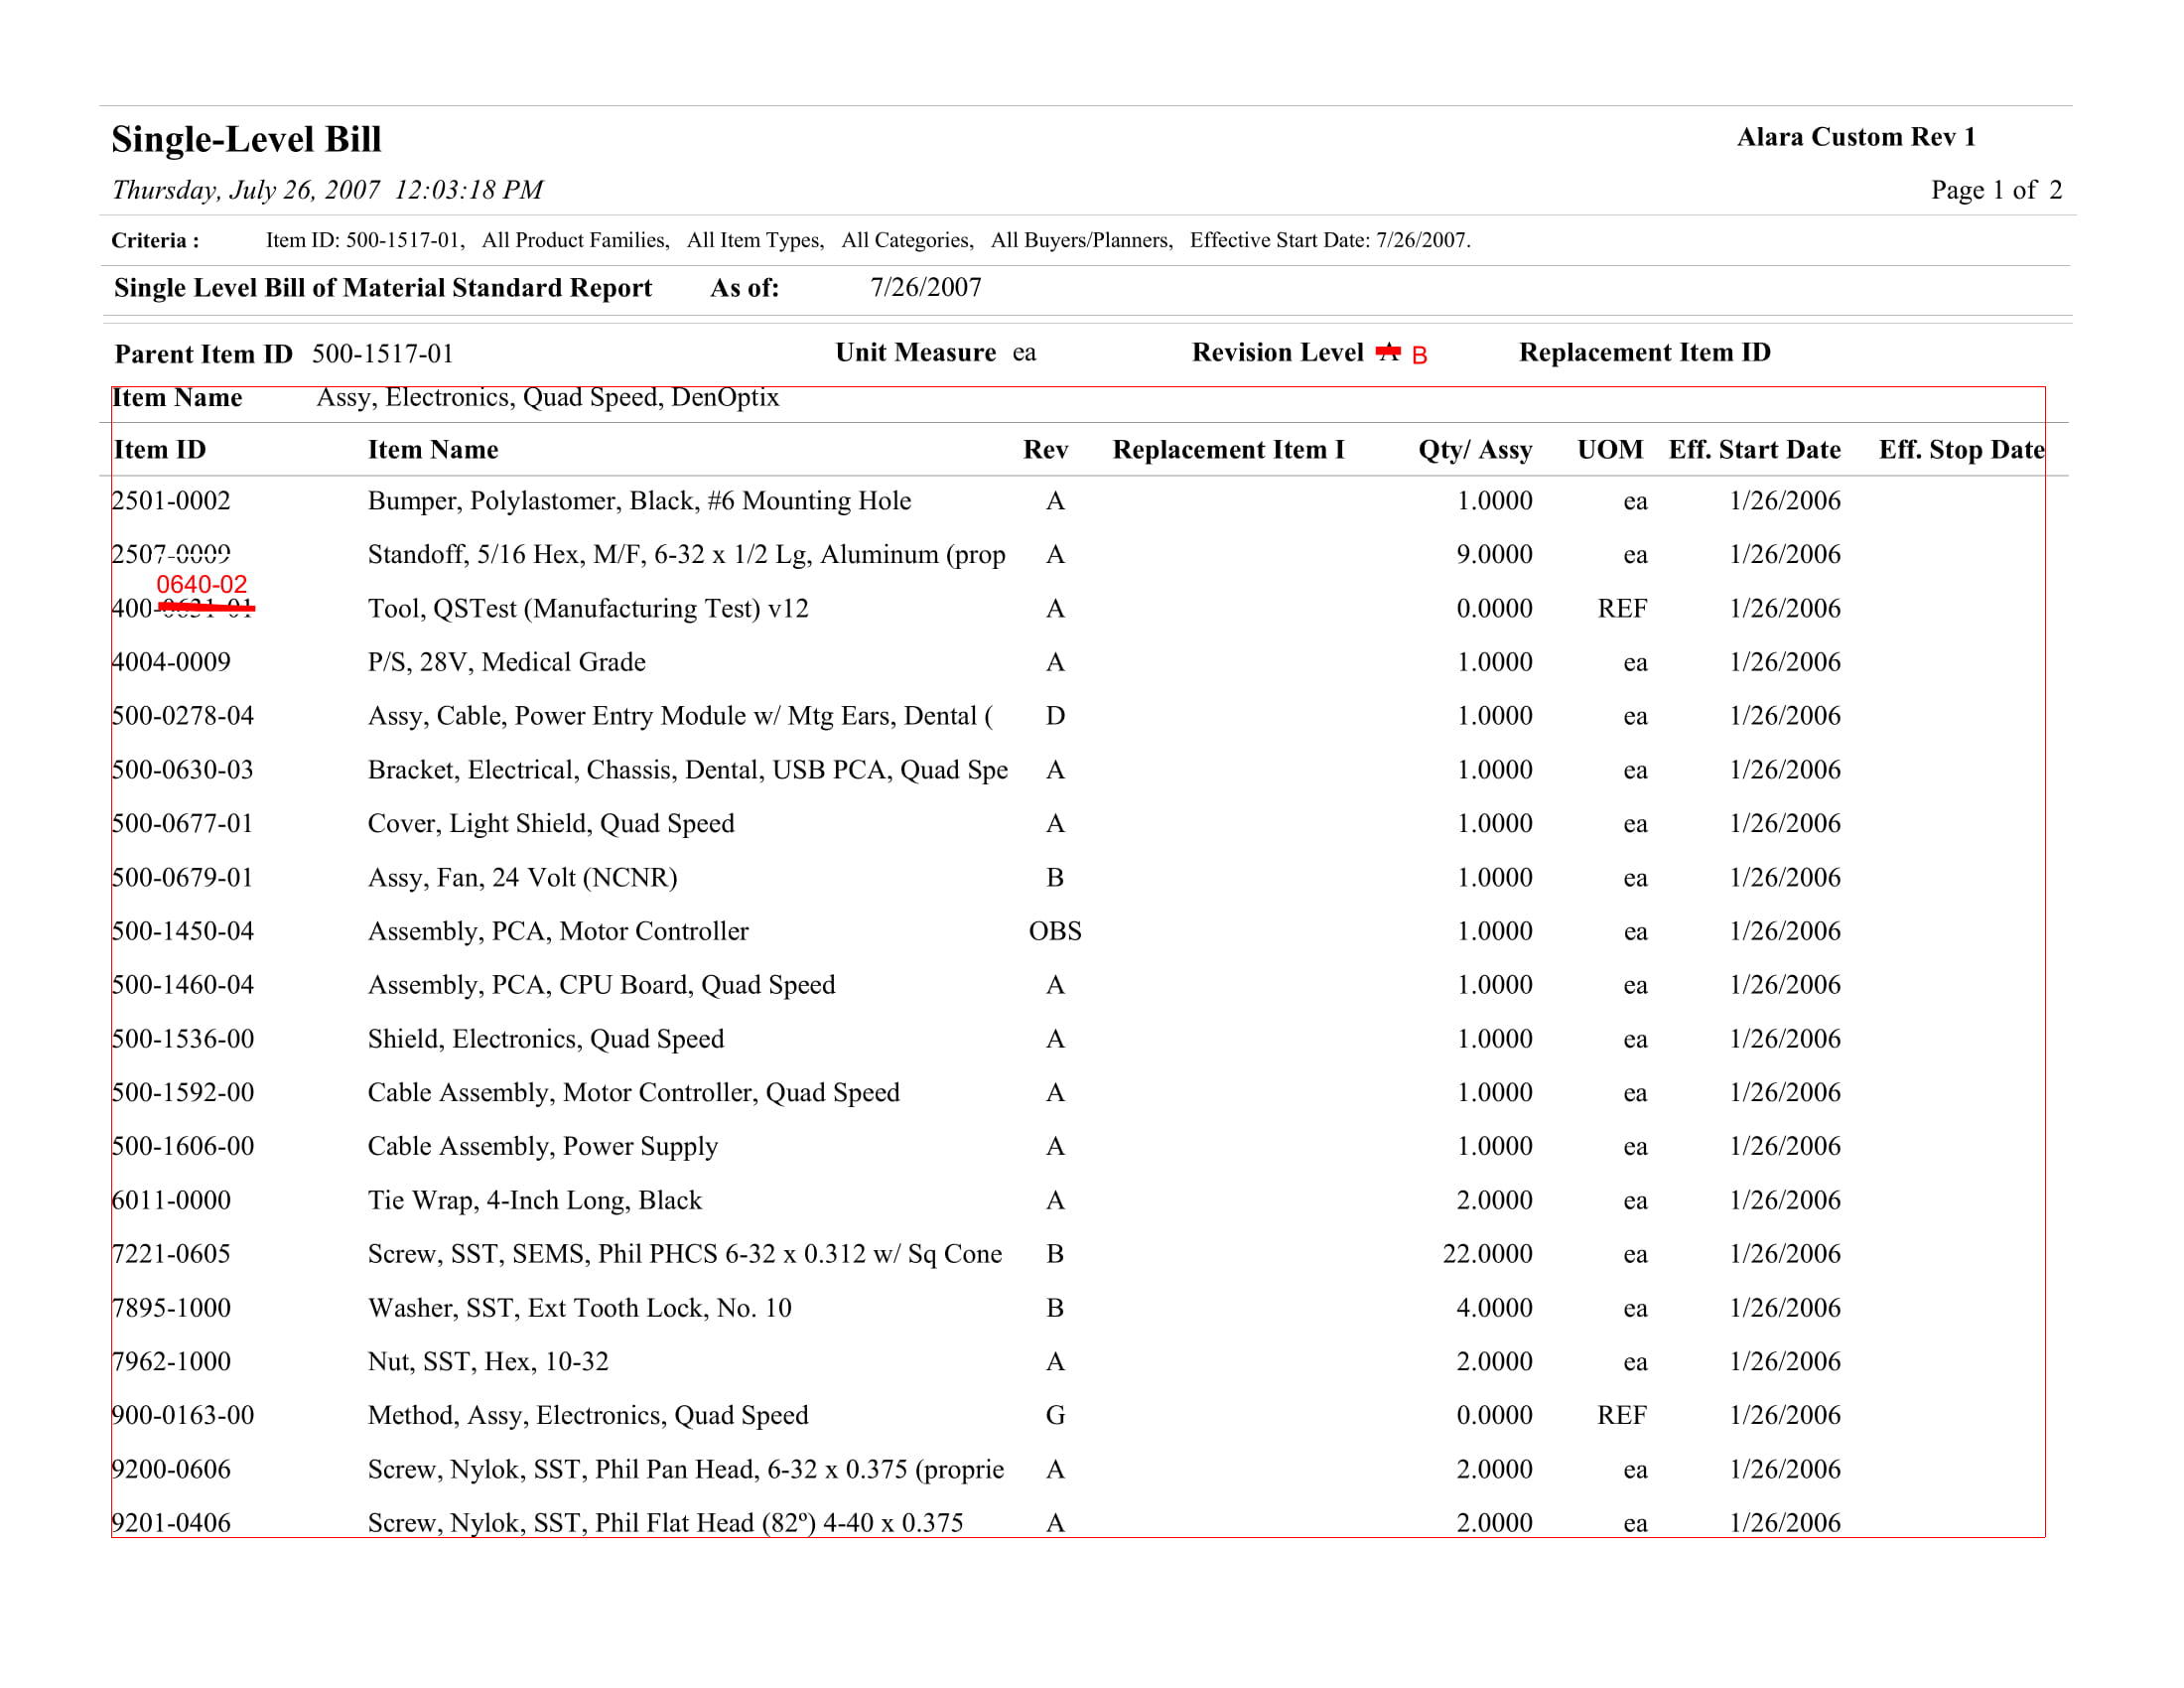 Single-Level Bill Alara Custom Rev 1
Thursday, July 26, 2007 12:03:18 PM Page 1 of 2
Criteria : Item ID: 500-1517-01, All Product Families, All Item Types, All Categories, All Buyers/Planners, Effective Start Date: 7/26/2007.
Single Level Bill of Material Standard Report As of: 7/26/2007
Parent Item ID 500-1517-01 Unit Measure ea Revision Level A B Replacement Item ID
Item Name Assy, Electronics, Quad Speed, DenOptix
Item ID Item Name Rev Replacement Item I Qty/ Assy UOM Eff. Start Date Eff. Stop Date
2501-0002 Bumper, Polylastomer, Black, #6 Mounting Hole A 1.0000 ea 1/26/2006
2507-0009 Standoff, 5/16 Hex, M/F, 6-32 x 1/2 Lg, Aluminum (prop A 9.0000 ea 1/26/2006
0640-02
400-0631-01 Tool, QSTest (Manufacturing Test) v12 A 0.0000 REF 1/26/2006
4004-0009 P/S, 28V, Medical Grade A 1.0000 ea 1/26/2006
500-0278-04 Assy, Cable, Power Entry Module w/ Mtg Ears, Dental ( D 1.0000 ea 1/26/2006
500-0630-03 Bracket, Electrical, Chassis, Dental, USB PCA, Quad Spe A 1.0000 ea 1/26/2006
500-0677-01 Cover, Light Shield, Quad Speed A 1.0000 ea 1/26/2006
500-0679-01 Assy, Fan, 24 Volt (NCNR) B 1.0000 ea 1/26/2006
500-1450-04 Assembly, PCA, Motor Controller OBS 1.0000 ea 1/26/2006
500-1460-04 Assembly, PCA, CPU Board, Quad Speed A 1.0000 ea 1/26/2006
500-1536-00 Shield, Electronics, Quad Speed A 1.0000 ea 1/26/2006
500-1592-00 Cable Assembly, Motor Controller, Quad Speed A 1.0000 ea 1/26/2006
500-1606-00 Cable Assembly, Power Supply A 1.0000 ea 1/26/2006
6011-0000 Tie Wrap, 4-Inch Long, Black A 2.0000 ea 1/26/2006
7221-0605 Screw, SST, SEMS, Phil PHCS 6-32 x 0.312 w/ Sq Cone B 22.0000 ea 1/26/2006
7895-1000 Washer, SST, Ext Tooth Lock, No. 10 B 4.0000 ea 1/26/2006
7962-1000 Nut, SST, Hex, 10-32 A 2.0000 ea 1/26/2006
900-0163-00 Method, Assy, Electronics, Quad Speed G 0.0000 REF 1/26/2006
9200-0606 Screw, Nylok, SST, Phil Pan Head, 6-32 x 0.375 (proprie A 2.0000 ea 1/26/2006
9201-0406 Screw, Nylok, SST, Phil Flat Head (82º) 4-40 x 0.375 A 2.0000 ea 1/26/2006